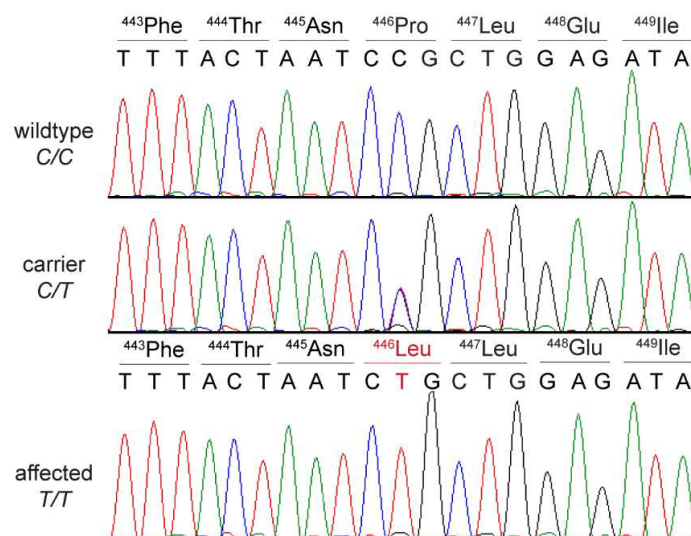 ⁴⁴³Phe ⁴⁴⁴Thr ⁴⁴⁵Asn ⁴⁴⁶Pro ⁴⁴⁷Leu ⁴⁴⁸Glu ⁴⁴⁹Ile
T T T A C T A A T C C G C T G G A G A T A
wildtype
C/C
carrier
C/T
⁴⁴³Phe ⁴⁴⁴Thr ⁴⁴⁵Asn ⁴⁴⁶Leu ⁴⁴⁷Leu ⁴⁴⁸Glu ⁴⁴⁹Ile
T T T A C T A A T C T G C T G G A G A T A
affected
T/T